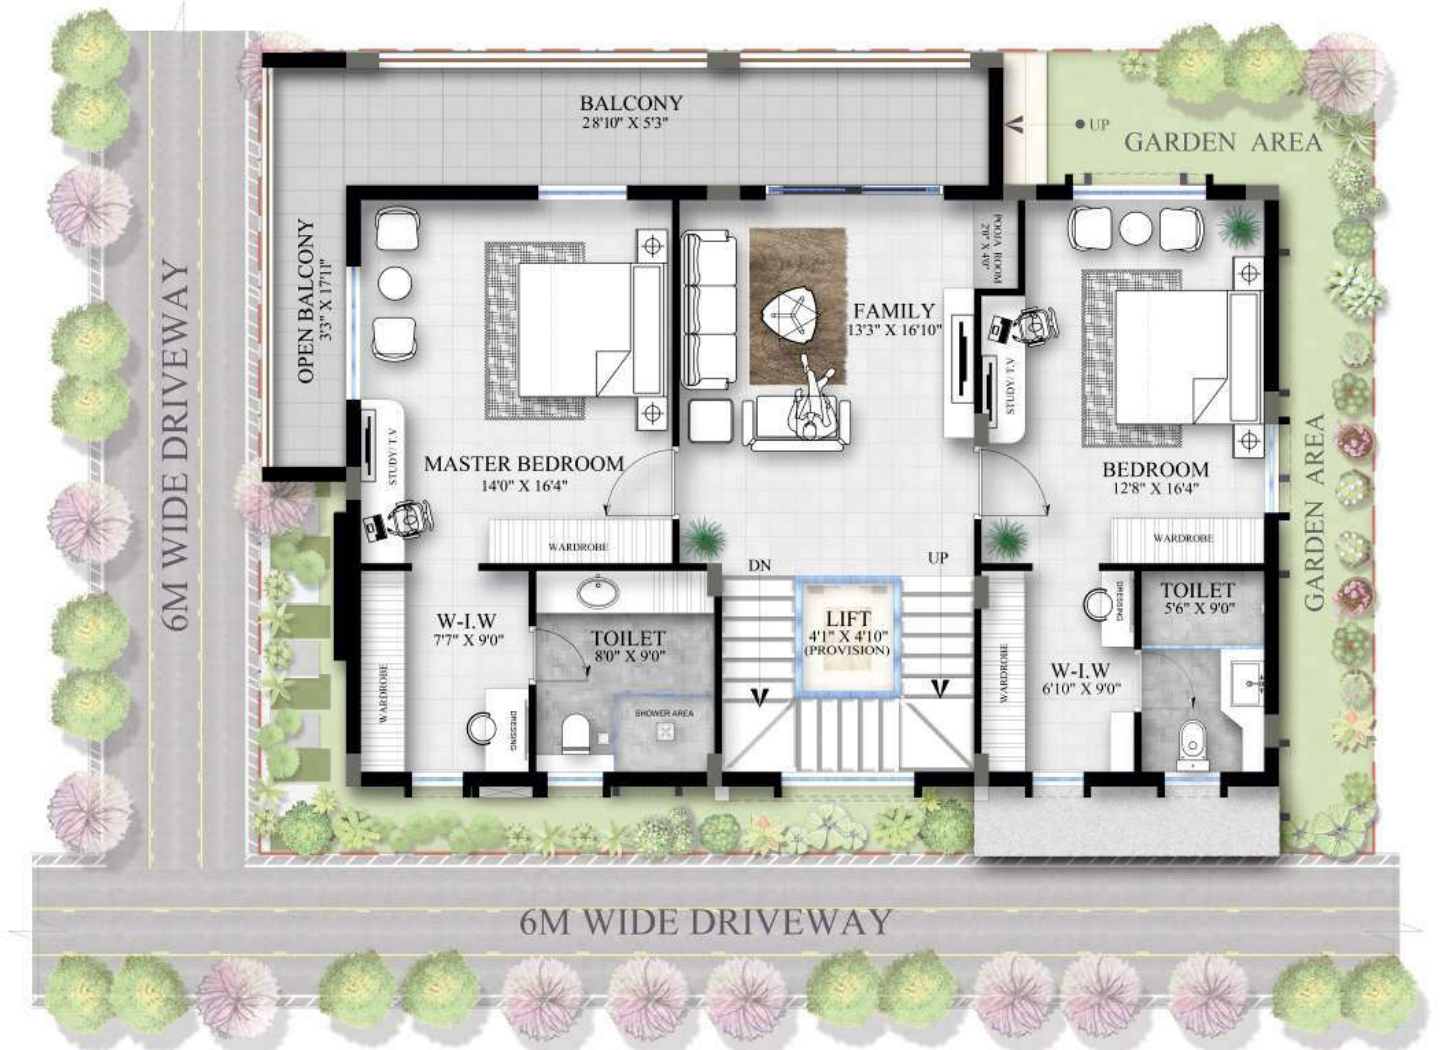 BALCONY
28'10" X 5'3"
UP
GARDEN AREA
OPEN BALCONY
3'3" X 17'11"
POOJA ROOM
2'0" X 4'0"
FAMILY
13'3" X 16'10"
6M WIDE DRIVEWAY
STUDY/T.V
STUDY/T.V
MASTER BEDROOM
14'0" X 16'4"
BEDROOM
12'8" X 16'4"
GARDEN AREA
WARDROBE
WARDROBE
DN
UP
W-I.W
7'7" X 9'0"
TOILET
8'0" X 9'0"
LIFT
4'1" X 4'10"
(PROVISION)
DRESSING
TOILET
5'6" X 9'0"
WARDROBE
WARDROBE
W-I.W
6'10" X 9'0"
DRESSING
SHOWER AREA
6M WIDE DRIVEWAY